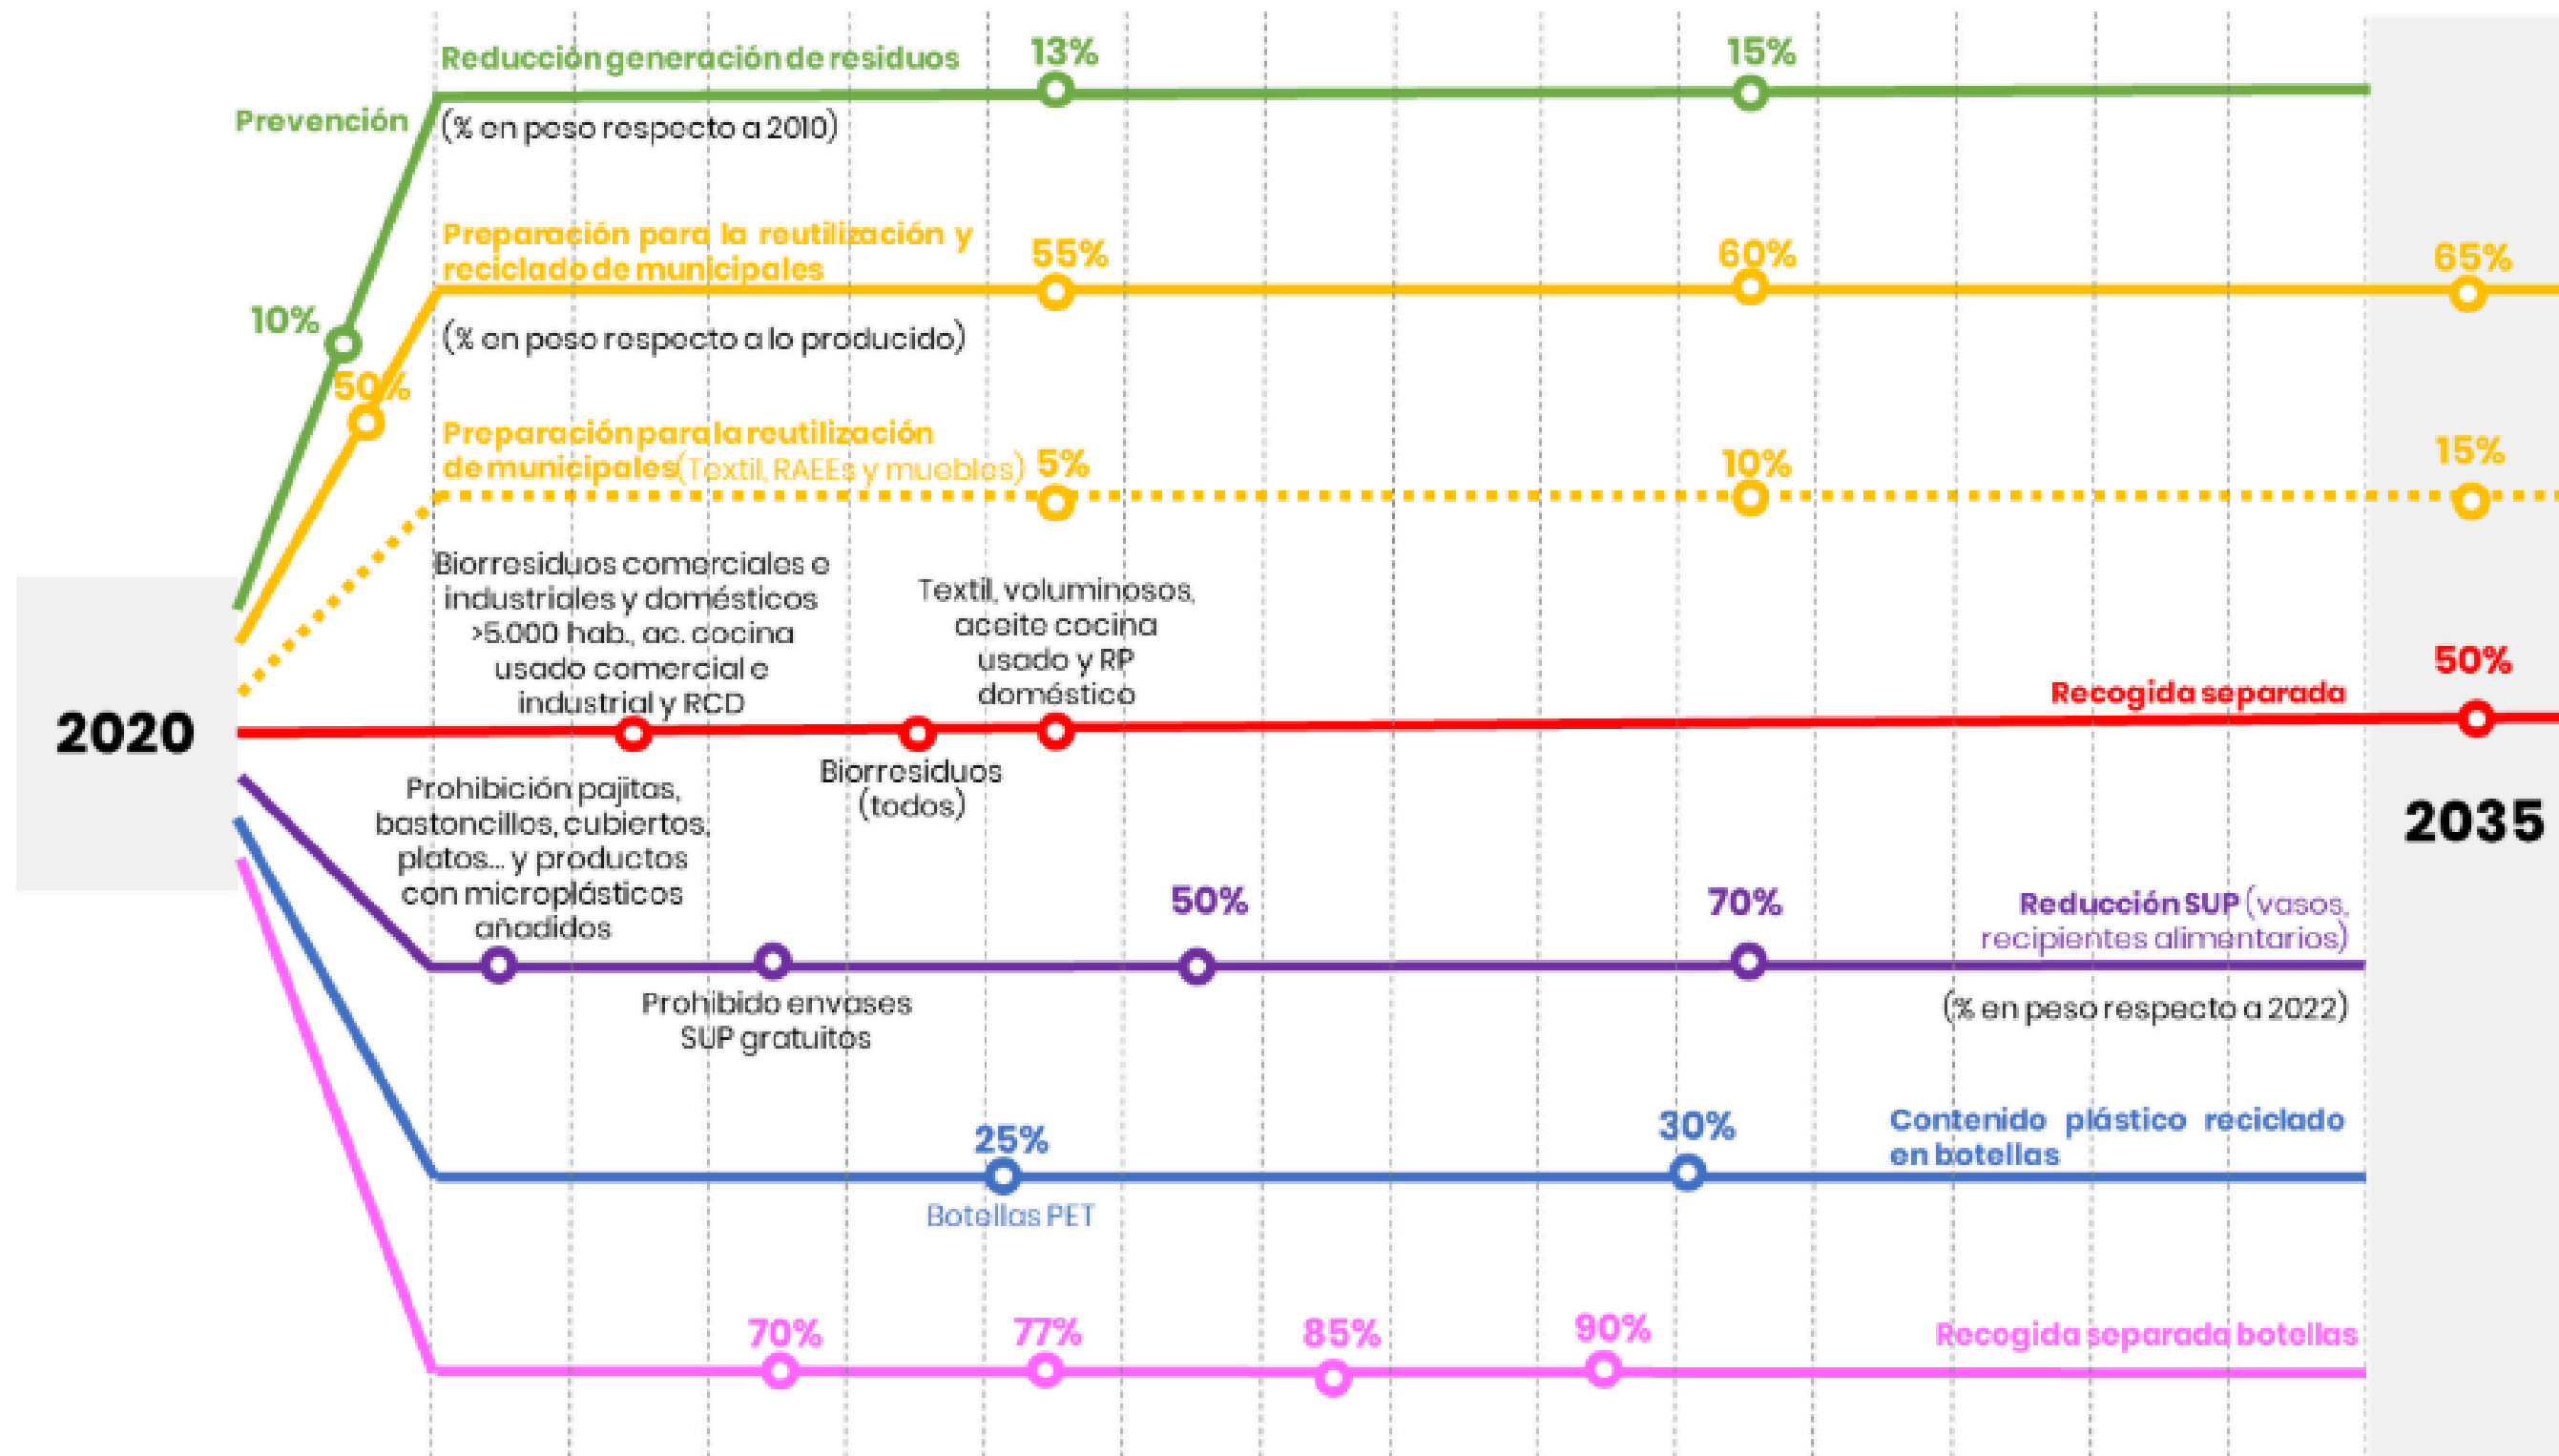 Reducción generación de residuos
13%
15%
Prevención
(% en peso respecto a 2010)
Preparación para la reutilización y
reciclado de municipales
55%
60%
65%
10%
(% en peso respecto a lo producido)
50%
Preparación para la reutilización
de municipales (Textil, RAEEs y muebles)
5%
10%
15%
Biorresiduos comerciales e
industriales y domésticos
>5.000 hab., ac. cocina
usado comercial e
industrial y RCD
Textil, voluminosos,
aceite cocina
usado y RP
doméstico
Recogida separada
50%
2020
Biorresiduos
(todos)
2035
Prohibición pajitas,
bastoncillos, cubiertos,
platos... y productos
con microplásticos
añadidos
50%
70%
Reducción SUP (vasos,
recipientes alimentarios)
Prohibido envases
SUP gratuitos
(% en peso respecto a 2022)
25%
Botellas PET
30%
Contenido plástico reciclado
en botellas
70%
77%
85%
90%
Recogida separada botellas